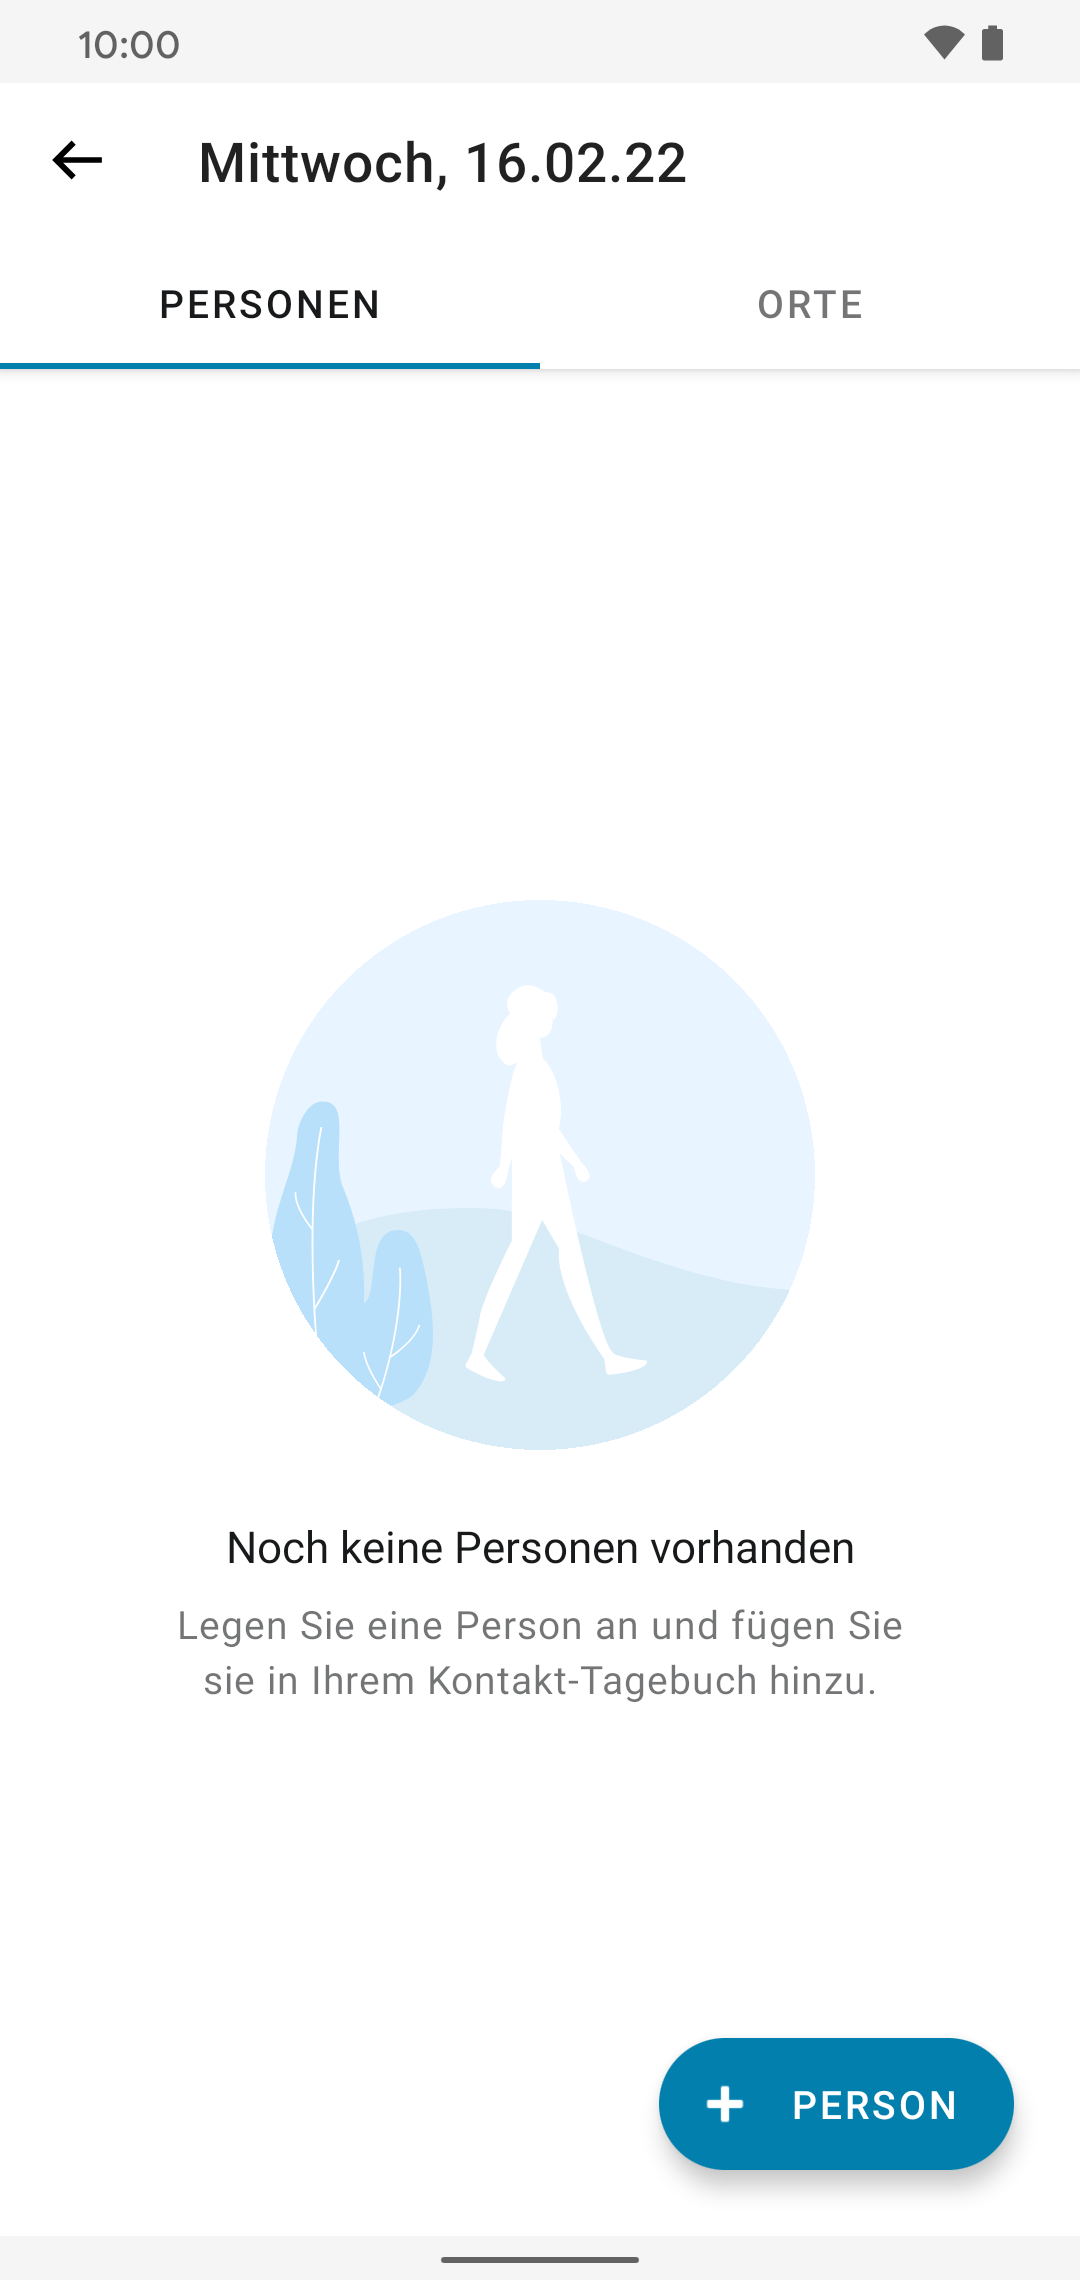 10:00
Mittwoch, 16.02.22
PERSONEN
ORTE
Noch keine Personen vorhanden
Legen Sie eine Person an und fügen Sie
sie in Ihrem Kontakt-Tagebuch hinzu.
PERSON